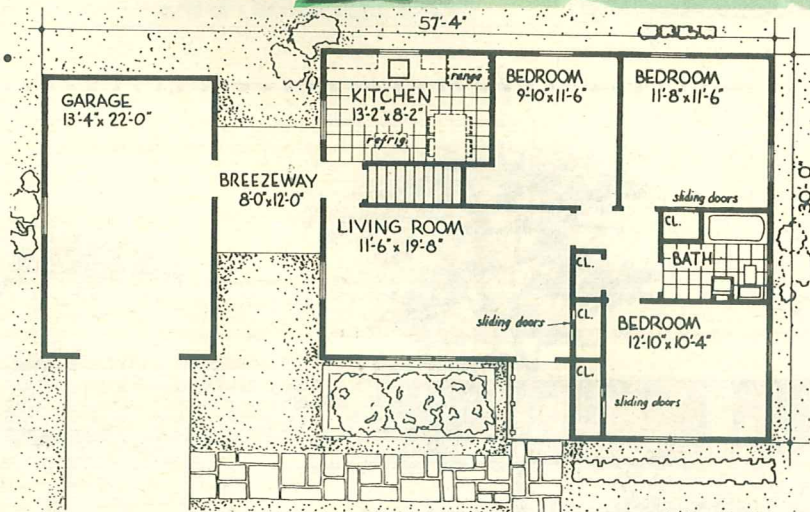 57'-4"
GARAGE
13'-4" x 22'-0"
KITCHEN
13'-2" x 8'-2"
range
refrig.
BEDROOM
9'-10" x 11'-6"
BEDROOM
11'-8" x 11'-6"
30'-0"
BREEZEWAY
8'-0" x 12'-0"
sliding doors
LIVING ROOM
11'-6" x 19'-8"
CL.
BATH
CL.
sliding doors
CL.
BEDROOM
12'-10" x 10'-4"
CL.
sliding doors